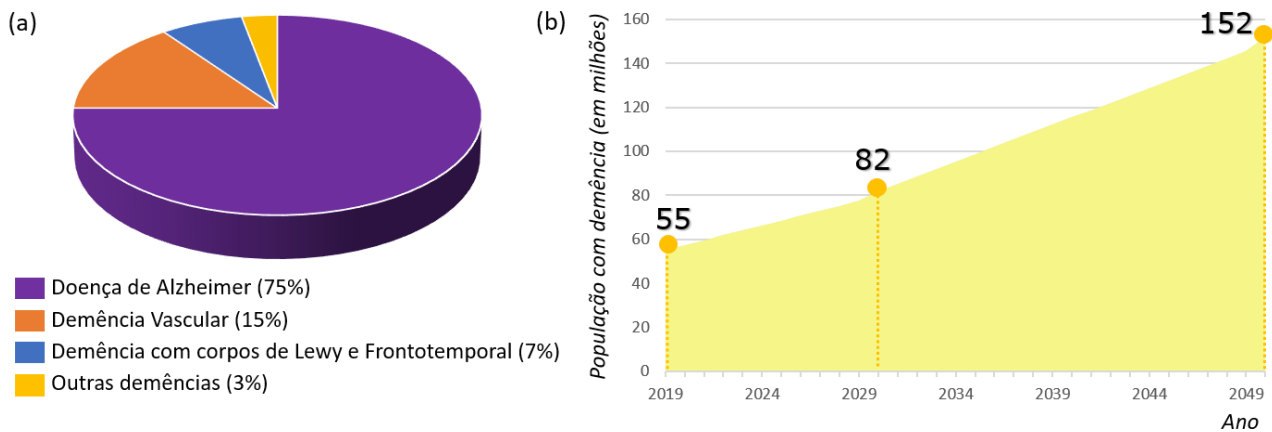 (a)
Doença de Alzheimer (75%)
Demência Vascular (15%)
Demência com corpos de Lewy e Frontotemporal (7%)
Outras demências (3%)
(b)
População com demência (em milhões)
160
140
120
100
80
60
40
20
0
55
82
152
2019 2024 2029 2034 2039 2044 2049
Ano